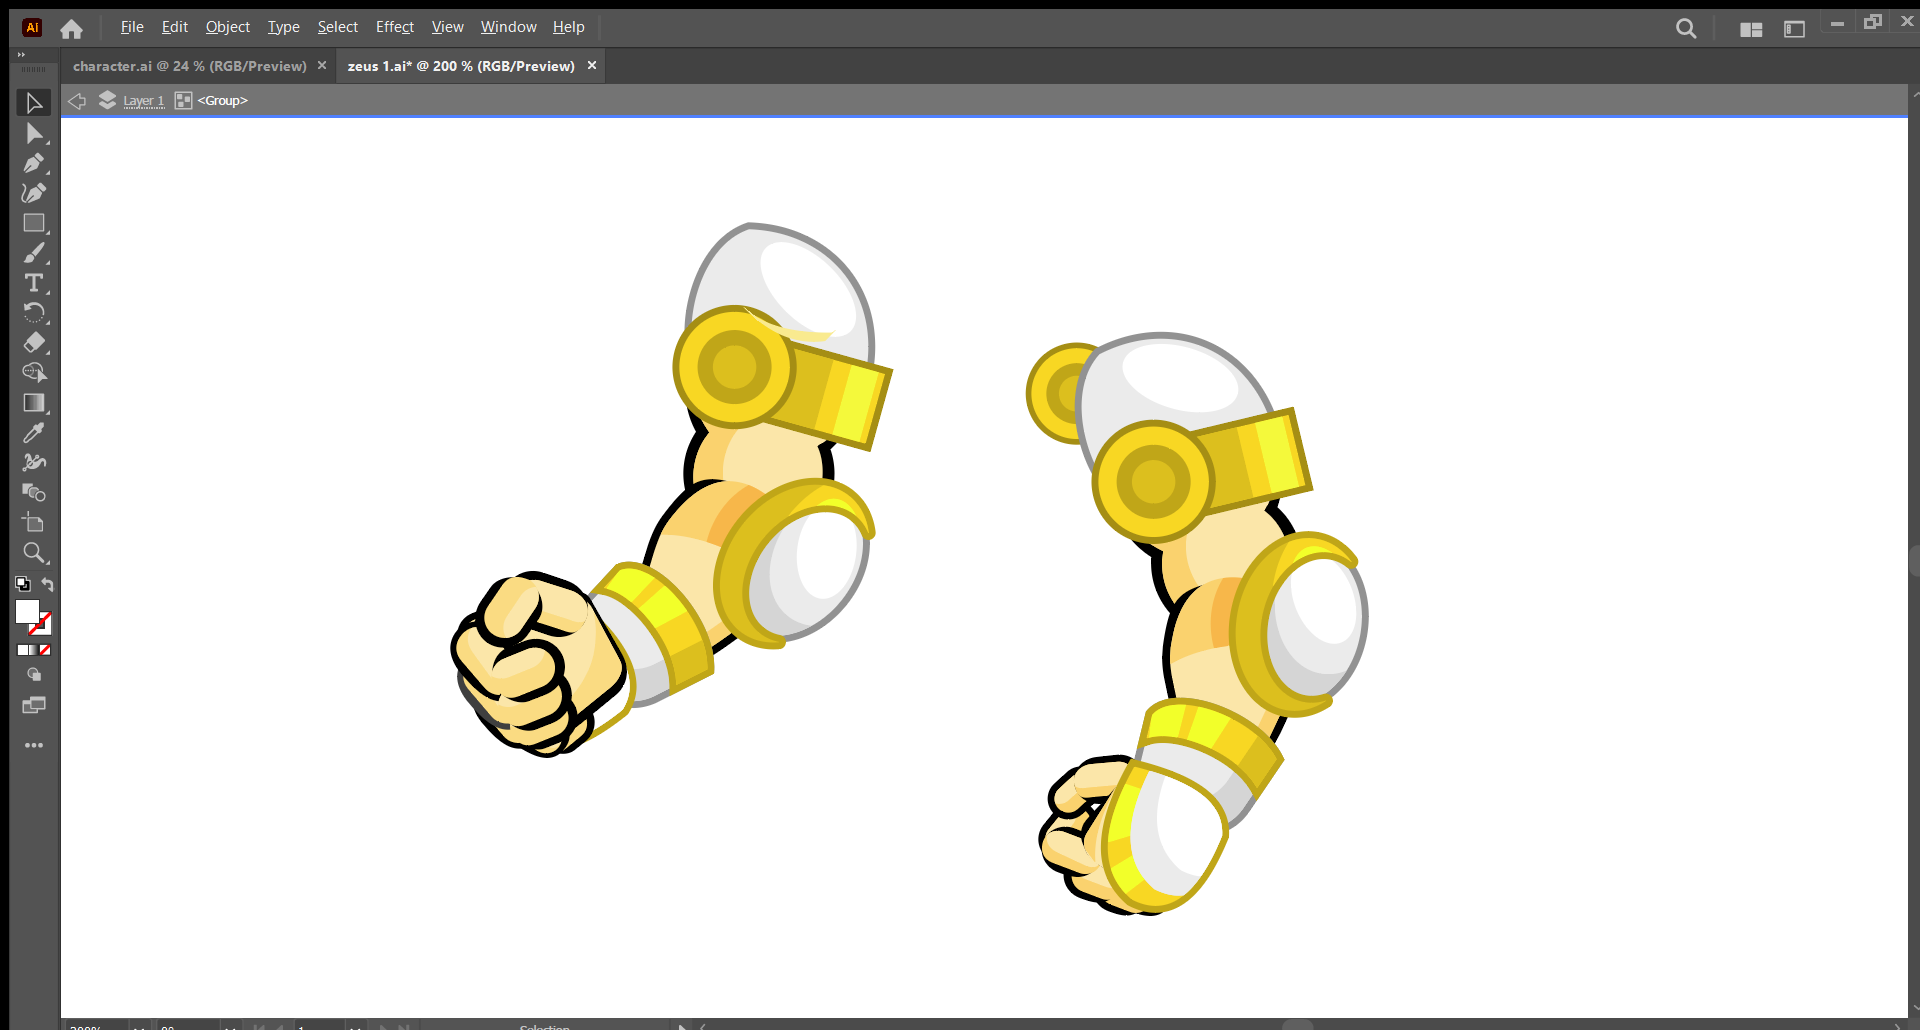 Ai File Edit Object Type Select Effect View Window Help
character.ai @ 24 % (RGB/Preview) × zeus 1.ai* @ 200 % (RGB/Preview) ×
Layer 1 <Group>
200% 0° 1 Selection